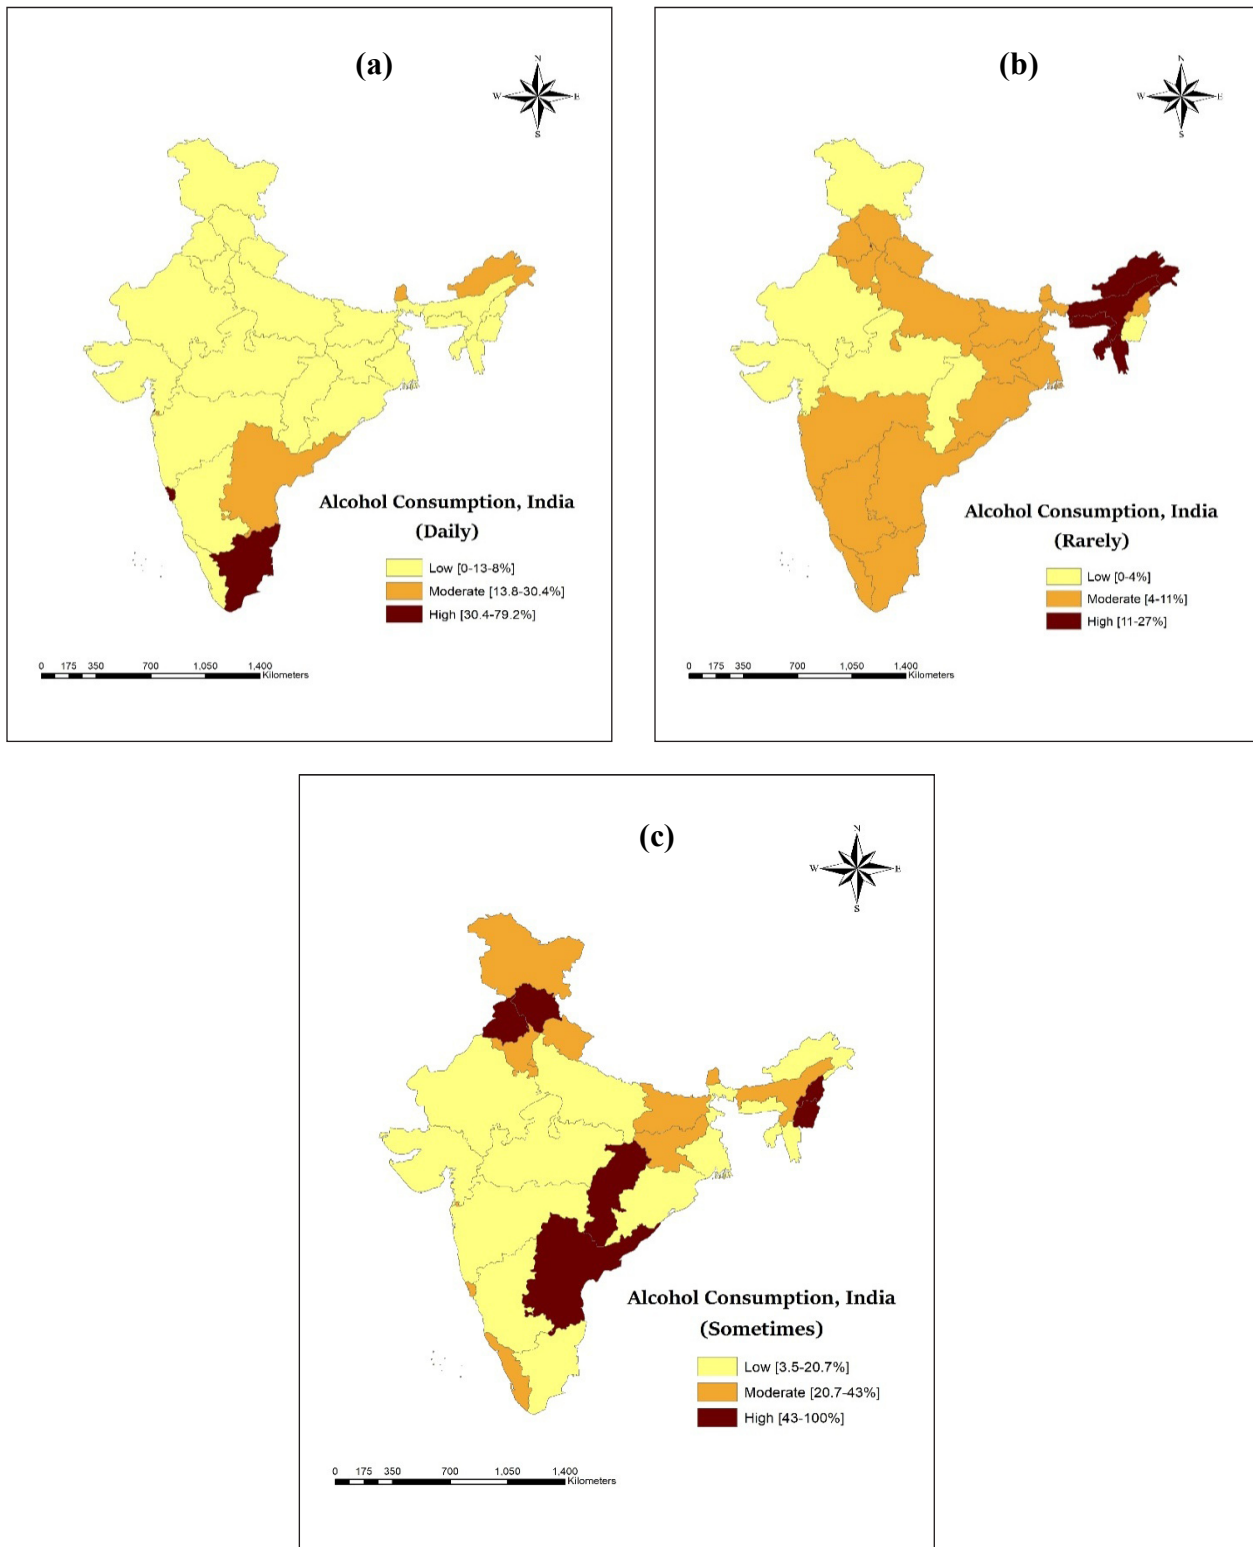 (a)
N
W E
S
Alcohol Consumption, India
(Daily)
Low [0-13-8%]
Moderate [13.8-30.4%]
High [30.4-79.2%]
0 175 350 700 1,050 1,400
Kilometers
(b)
N
W E
S
Alcohol Consumption, India
(Rarely)
Low [0-4%]
Moderate [4-11%]
High [11-27%]
0 175 350 700 1,050 1,400
Kilometers
(c)
N
W E
S
Alcohol Consumption, India
(Sometimes)
Low [3.5-20.7%]
Moderate [20.7-43%]
High [43-100%]
0 175 350 700 1,050 1,400
Kilometers